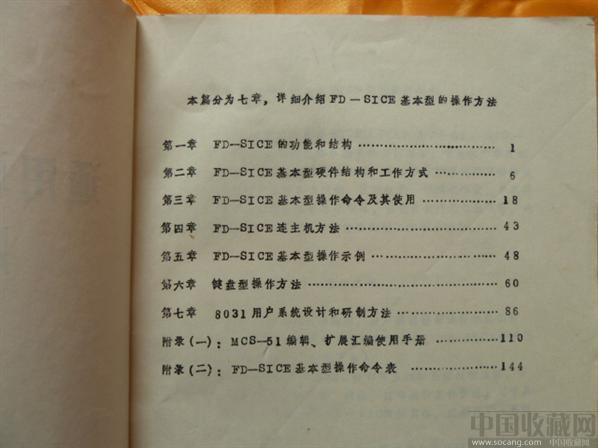 本篇分为七章，详细介绍FD—SICE基本型的操作方法
第一章 FD—SICE的功能和结构………………1
第二章 FD—SICE基本型硬件结构和工作方式………6
第三章 FD—SICE基本型操作命令及其使用………18
第四章 FD—SICE连主机方法………………43
第五章 FD—SICE基本型操作示例……………48
第六章 键盘型操作方法……………………60
第七章 8031用户系统设计和研制方法…………86
附录(一)：MCS—51编辑、扩展汇编使用手册………110
附录(二)：FD—SICE基本型操作命令表…………144
中国收藏网
www.socang.com